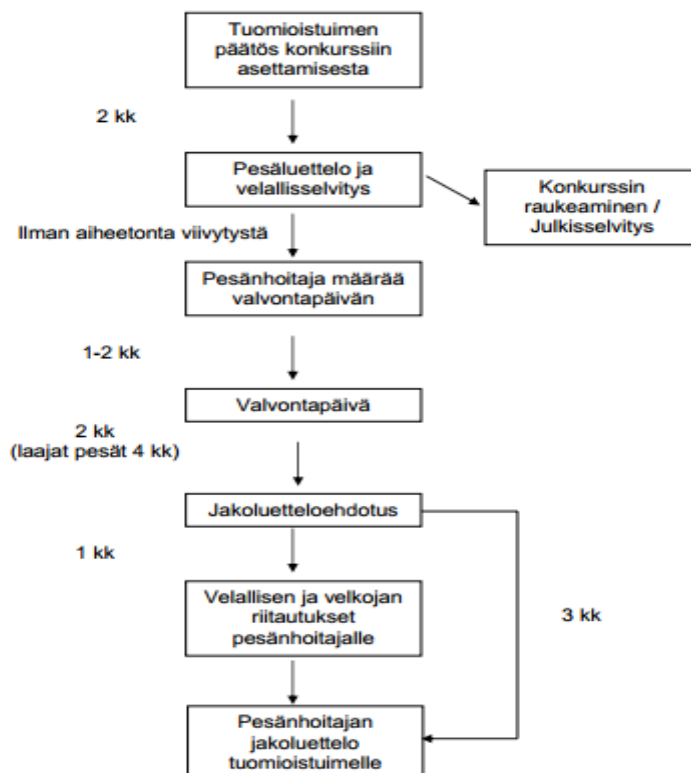 Tuomioistuimen
päätös konkurssiin
asettamisesta
2 kk
Pesäluettelo ja
velallisselvitys
Konkurssin
raukeaminen /
Julkisselvitys
Ilman aiheetonta viivytystä
Pesänhoitaja määrää
valvontapäivän
1-2 kk
Valvontapäivä
2 kk
(laajat pesät 4 kk)
Jakoluetteloehdotus
1 kk
Velallisen ja velkojan
riitautukset
pesänhoitajalle
3 kk
Pesänhoitajan
jakoluettelo
tuomioistuimelle